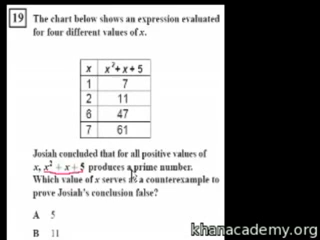 19 The chart below shows an expression evaluated
for four different values of x.
x x²+x+5
1 7
2 11
6 47
7 61
Josiah concluded that for all positive values of
x, x² + x + 5 produces a prime number.
Which value of x serves as a counterexample to
prove Josiah's conclusion false?
A 5
B 11
khanacademy.org